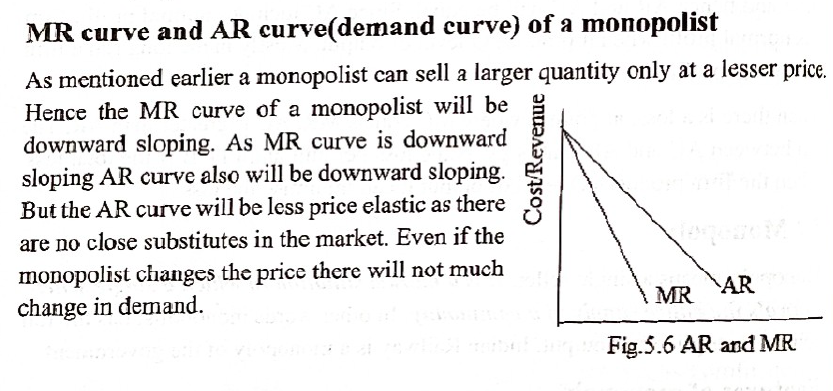 MR curve and AR curve(demand curve) of a monopolist
As mentioned earlier a monopolist can sell a larger quantity only at a lesser price.
Hence the MR curve of a monopolist will be
downward sloping. As MR curve is downward
sloping AR curve also will be downward sloping.
But the AR curve will be less price elastic as there
are no close substitutes in the market. Even if the
monopolist changes the price there will not much
change in demand.
Cost/Revenue
MR
AR
Fig.5.6 AR and MR